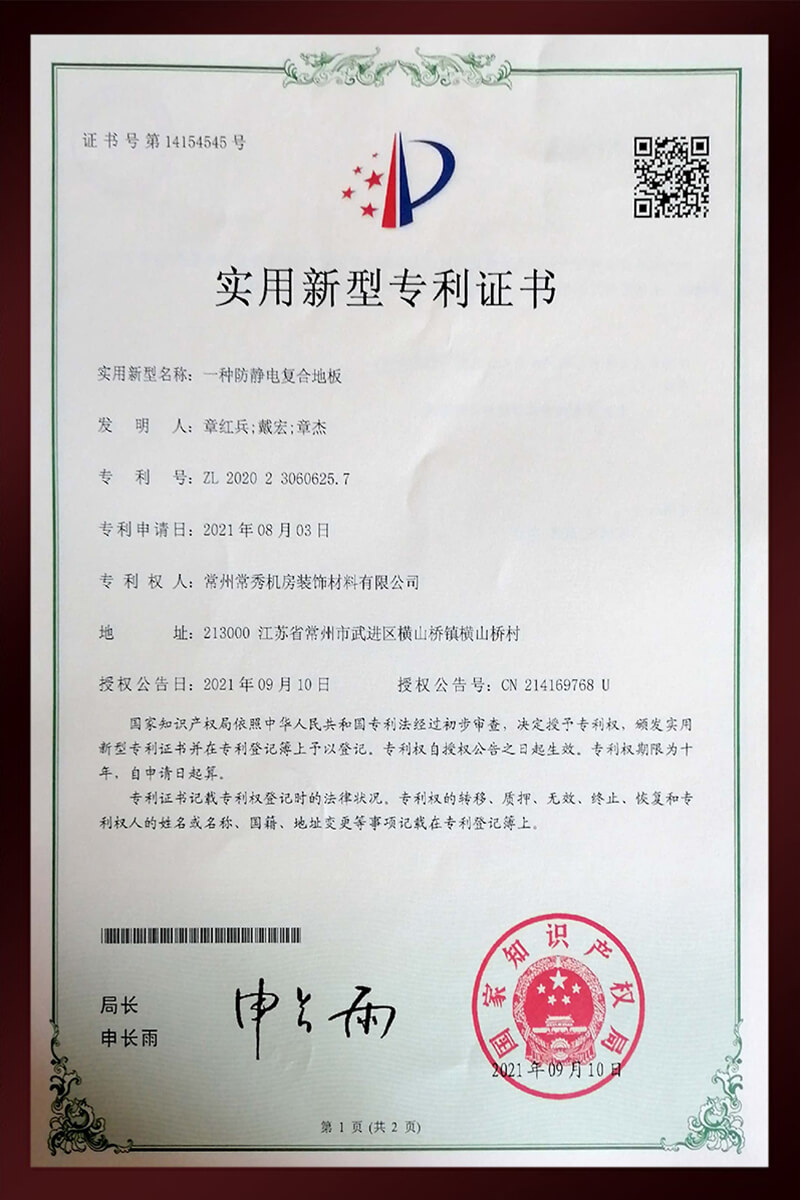 证书号第14154545号
实用新型专利证书
实用新型名称：一种防静电复合地板
发明人：章红兵;戴宏;章杰
专利号：ZL 2020 2 3060625.7
专利申请日：2021年08月03日
专利权人：常州常秀机房装饰材料有限公司
地址：213000 江苏省常州市武进区横山桥镇横山桥村
授权公告日：2021年09月10日 授权公告号：CN 214169768 U
国家知识产权局依照中华人民共和国专利法经过初步审查，决定授予专利权，颁发实用
新型专利证书并在专利登记簿上予以登记。专利权自授权公告之日起生效。专利权期限为十
年，自申请日起算。
专利证书记载专利权登记时的法律状况。专利权的转移、质押、无效、终止、恢复和专
利权人的姓名或名称、国籍、地址变更等事项记载在专利登记簿上。
局长
申长雨
申长雨
国家知识产权局
2021年09月10日
第 1 页 (共 2 页)